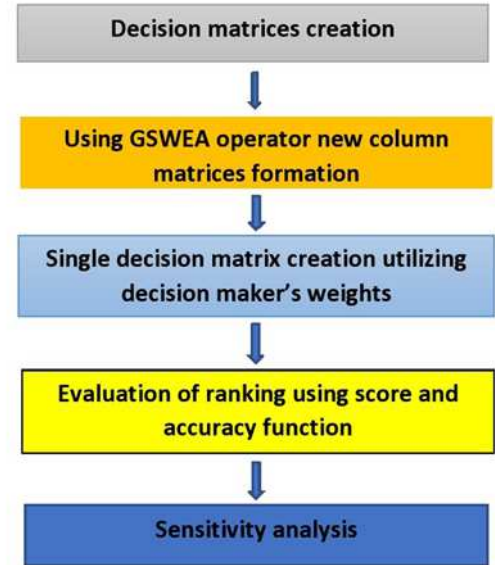 Decision matrices creation
Using GSWEA operator new column
matrices formation
Single decision matrix creation utilizing
decision maker's weights
Evaluation of ranking using score and
accuracy function
Sensitivity analysis